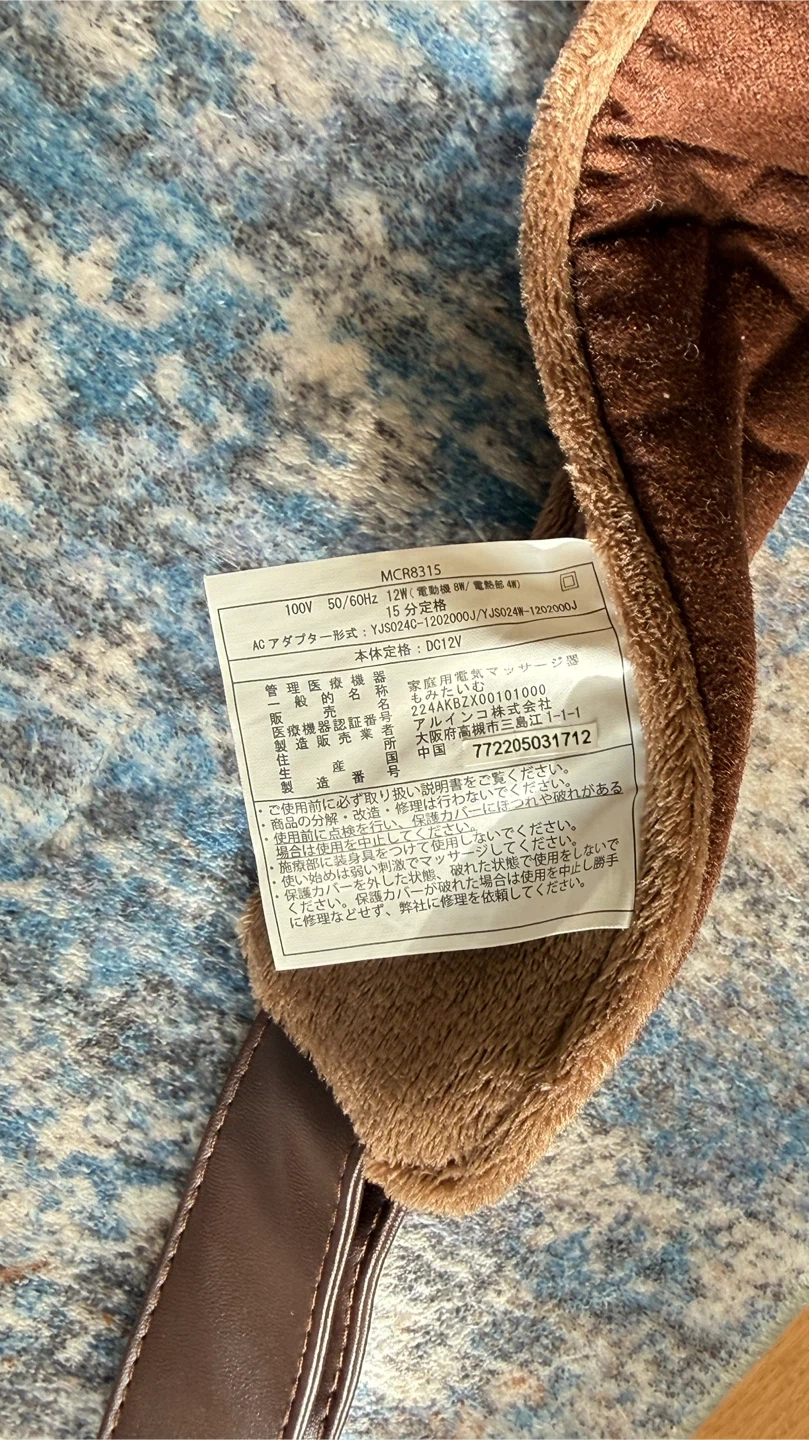 MCR8315
100V 50/60Hz 12W(電動機 8W/電熱部 4W)
15分定格
ACアダプター形式：YJS024C-1202000J/YJS024W-1202000J
本体定格：DC12V
管理医療機器
一般的名称 家庭用電気マッサージ器
販売名 もみたいむ
医療機器認証番号 224AKBZX00101000
製造販売業者 アルインコ株式会社
住所 大阪府高槻市三島江1-1-1
生産国 中国
製造番号 772205031712
・ご使用前に必ず取り扱い説明書をご覧ください。
・商品の分解・改造・修理は行わないでください。
・使用前に点検を行い、保護カバーにほつれや破れがある
場合は使用を中止してください。
・施療部に装身具をつけて使用しないでください。
・使い始めは弱い刺激でマッサージしてください。
・保護カバーを外した状態、破れた状態で使用をしないで
ください。保護カバーが破れた場合は使用を中止し勝手
に修理などせず、弊社に修理を依頼してください。